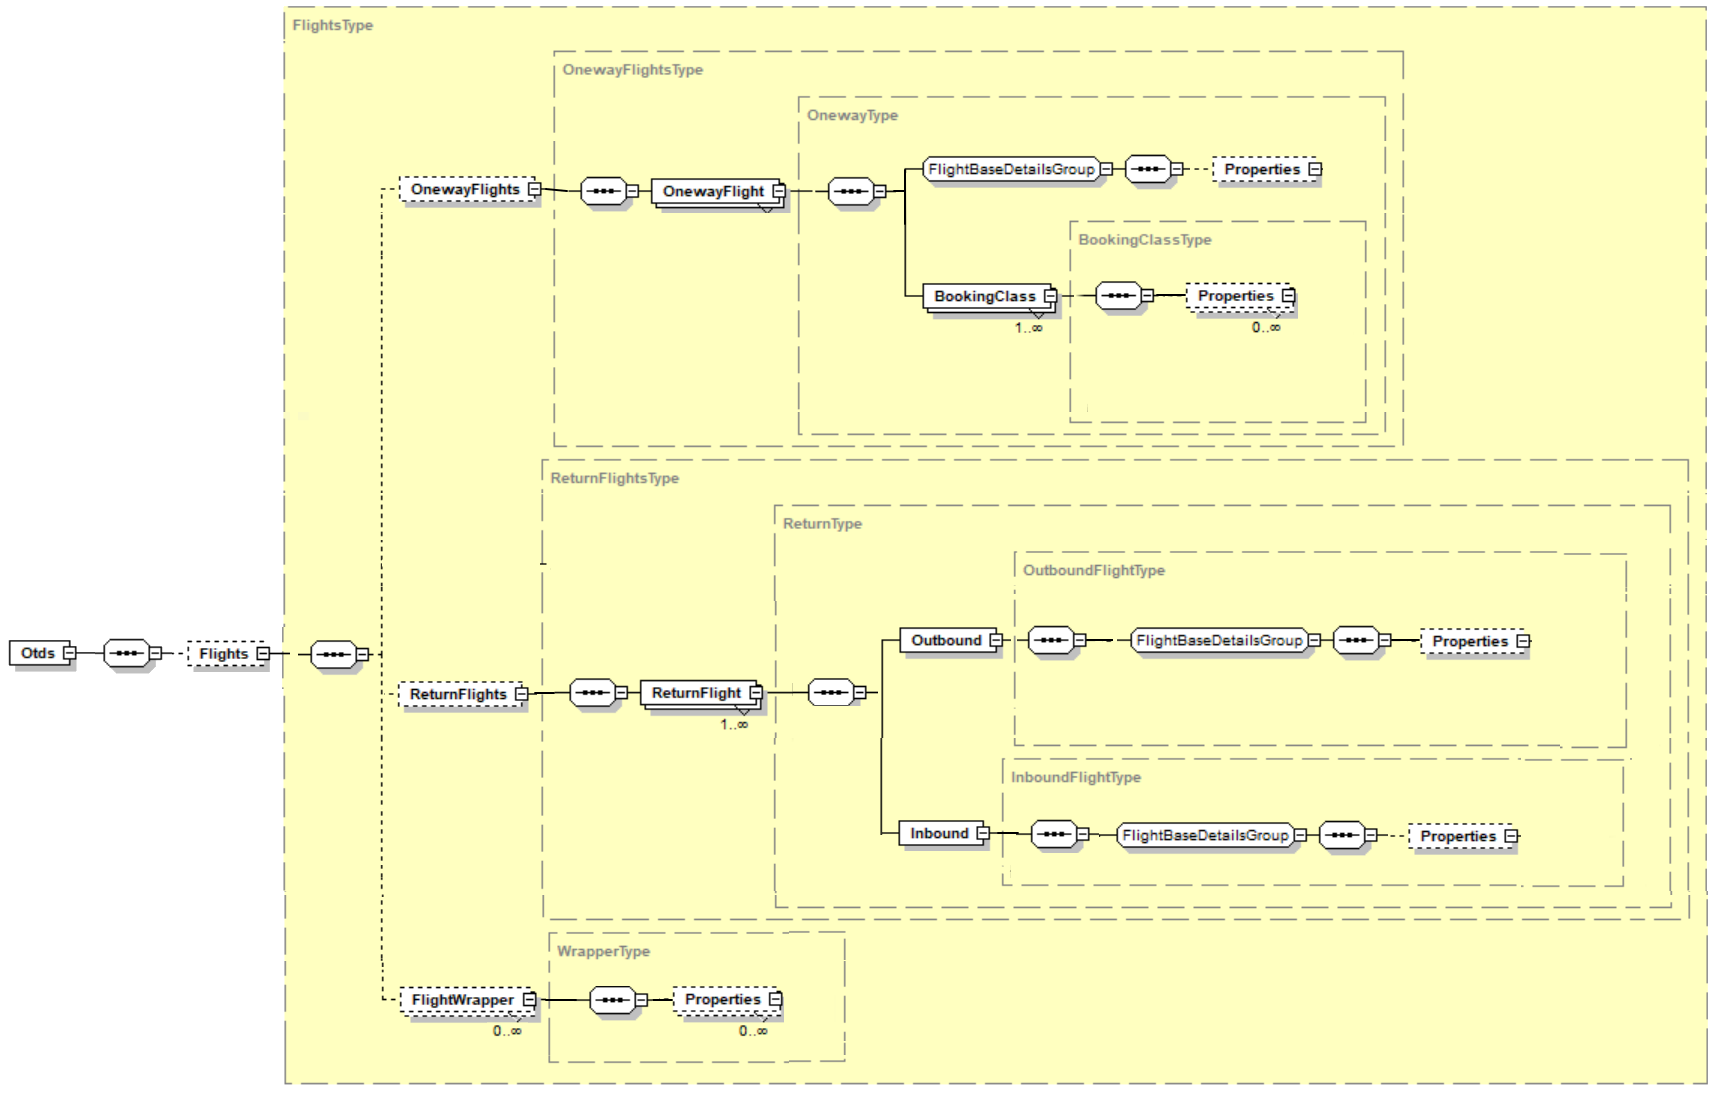 FlightsType
OnewayFlightsType
OnewayType
FlightBaseDetailsGroup
Properties
OnewayFlights
OnewayFlight
BookingClassType
BookingClass
Properties
1..∞
0..∞
ReturnFlightsType
ReturnType
OutboundFlightType
Otds
Flights
Outbound
FlightBaseDetailsGroup
Properties
ReturnFlights
ReturnFlight
1..∞
InboundFlightType
Inbound
FlightBaseDetailsGroup
Properties
WrapperType
FlightWrapper
Properties
0..∞
0..∞